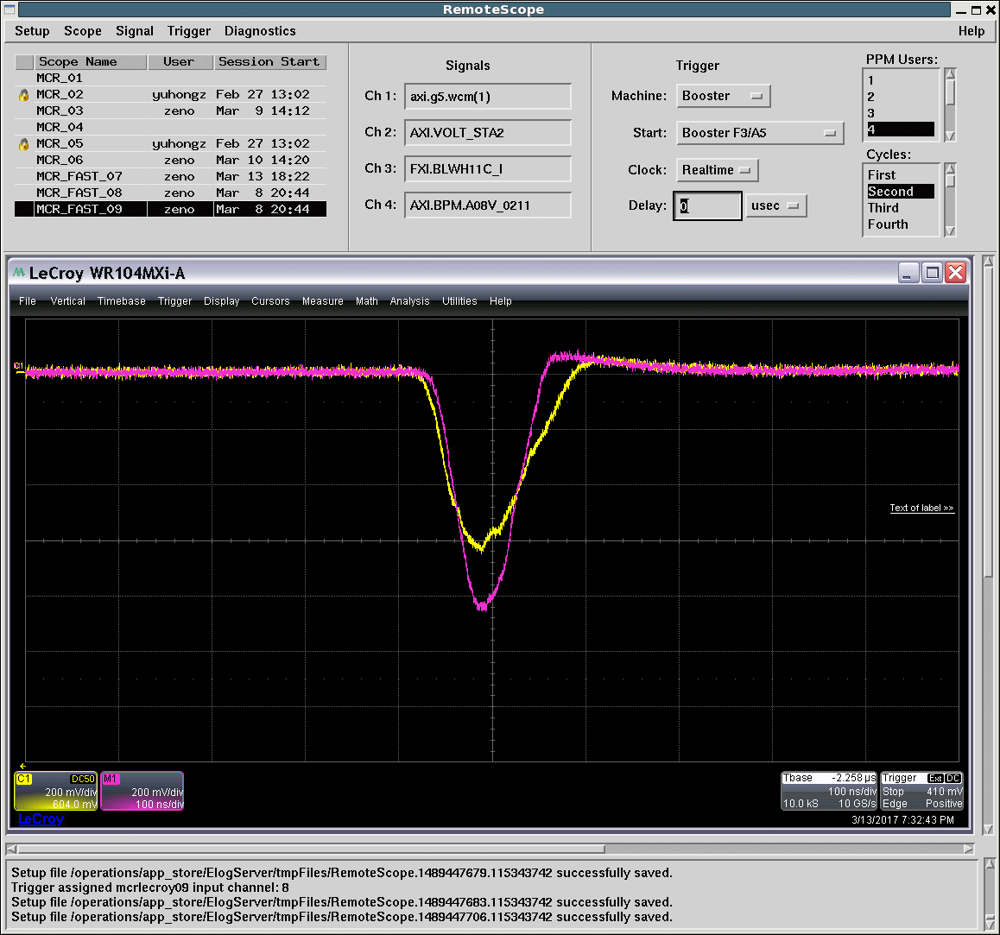 RemoteScope
Setup Scope Signal Trigger Diagnostics Help
Scope Name User Session Start
MCR_01
MCR_02 yuhongz Feb 27 13:02
MCR_03 zeno Mar 9 14:12
MCR_04
MCR_05 yuhongz Feb 27 13:02
MCR_06 zeno Mar 10 14:20
MCR_FAST_07 zeno Mar 13 18:22
MCR_FAST_08 zeno Mar 8 20:44
MCR_FAST_09 zeno Mar 8 20:44
Signals
Ch 1: axi.g5.wcm(1)
Ch 2: AXI.VOLT_STA2
Ch 3: FXI.BLWH11C_I
Ch 4: AXI.BPM.A08V_0211
Trigger
Machine: Booster
Start: Booster F3/A5
Clock: Realtime
Delay: 0 usec
PPM Users:
1
2
3
4
Cycles:
First
Second
Third
Fourth
LeCroy WR104MXi-A
File Vertical Timebase Trigger Display Cursors Measure Math Analysis Utilities Help
C1
Text of label >>
C1 DC50
200 mV/div
604.0 mV
M1
200 mV/div
100 ns/div
Tbase -2.258 µs
100 ns/div
10.0 kS 10 GS/s
Trigger Ext DC
Stop 410 mV
Edge Positive
LeCroy
3/13/2017 7:32:43 PM
Setup file /operations/app_store/ElogServer/tmpFiles/RemoteScope.1489447679.115343742 successfully saved.
Trigger assigned mcrlecroy09 input channel: 8
Setup file /operations/app_store/ElogServer/tmpFiles/RemoteScope.1489447683.115343742 successfully saved.
Setup file /operations/app_store/ElogServer/tmpFiles/RemoteScope.1489447706.115343742 successfully saved.